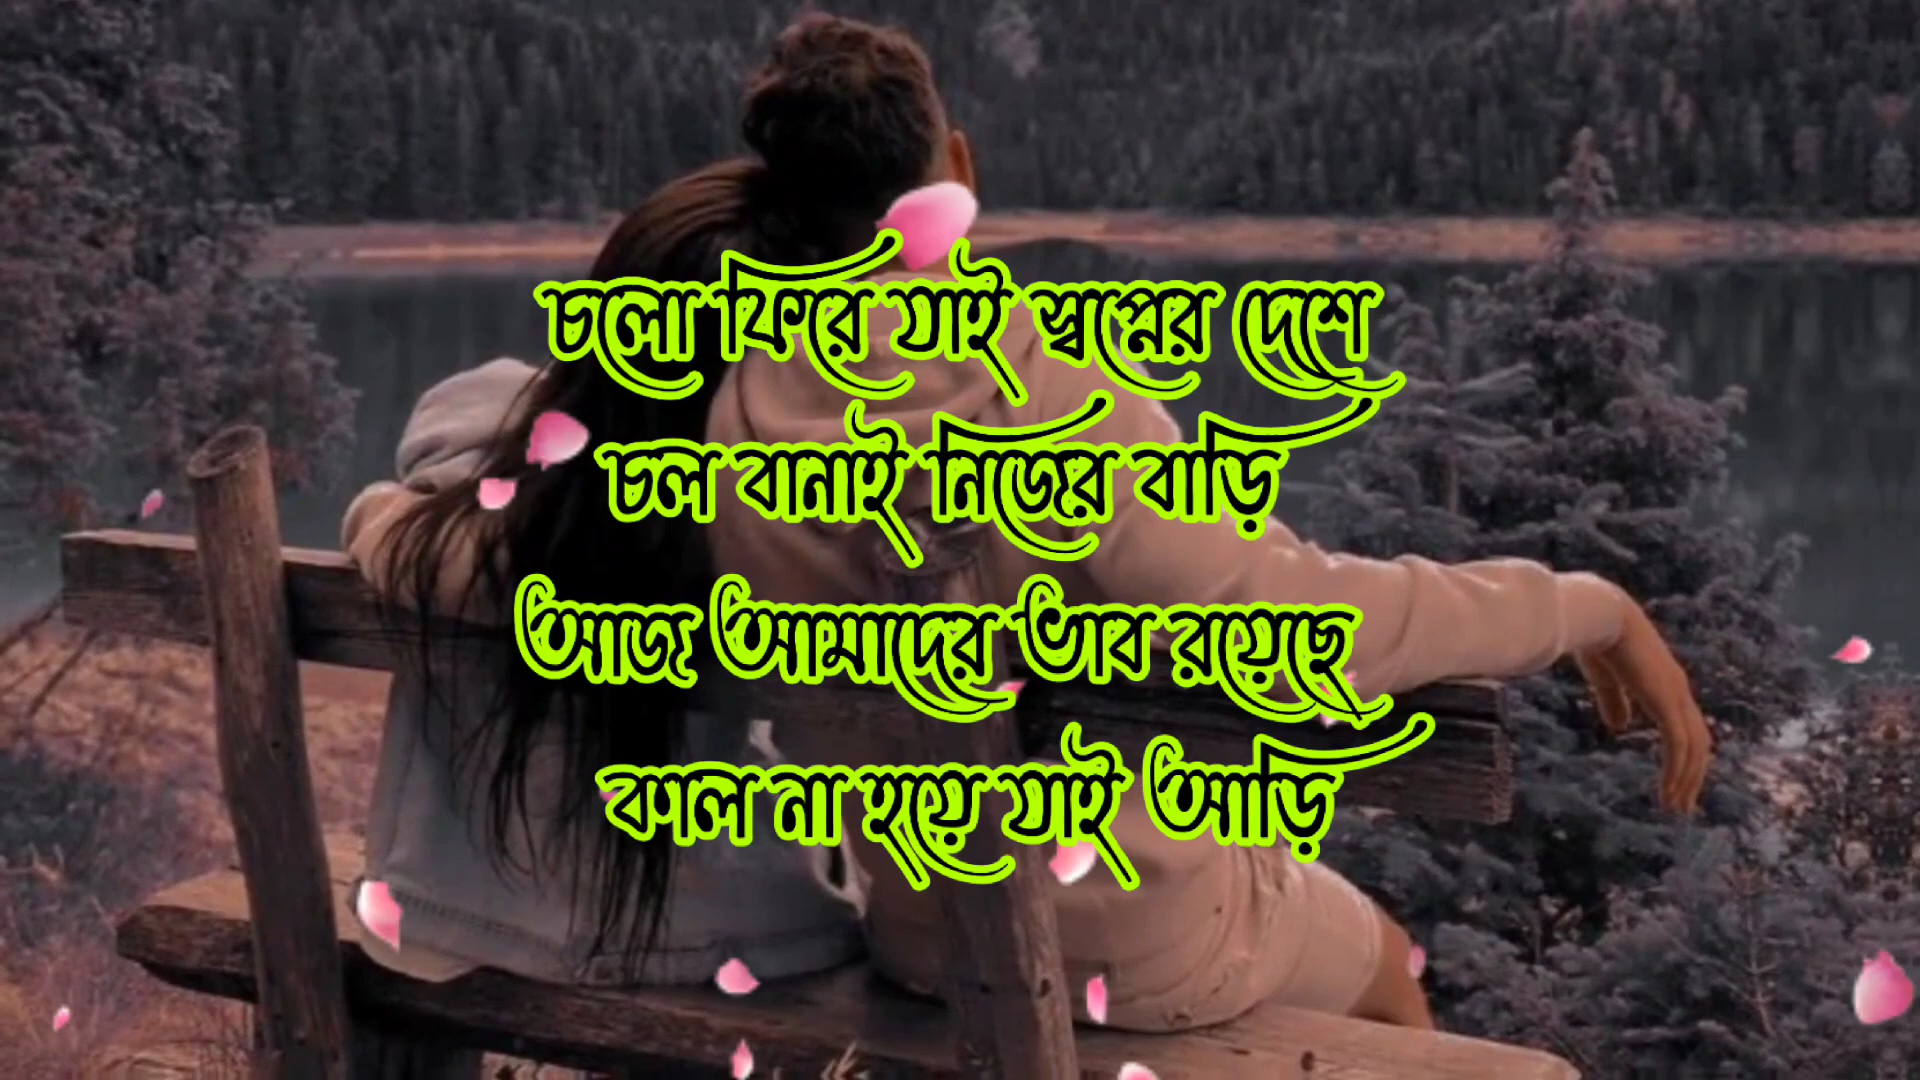 চলো ফিরে যাই স্বপ্নের দেশে
চল বানাই নিজের বাড়ি
আজ আমাদের ভাব রয়েছে
কাল না হয়ে যাই আড়ি